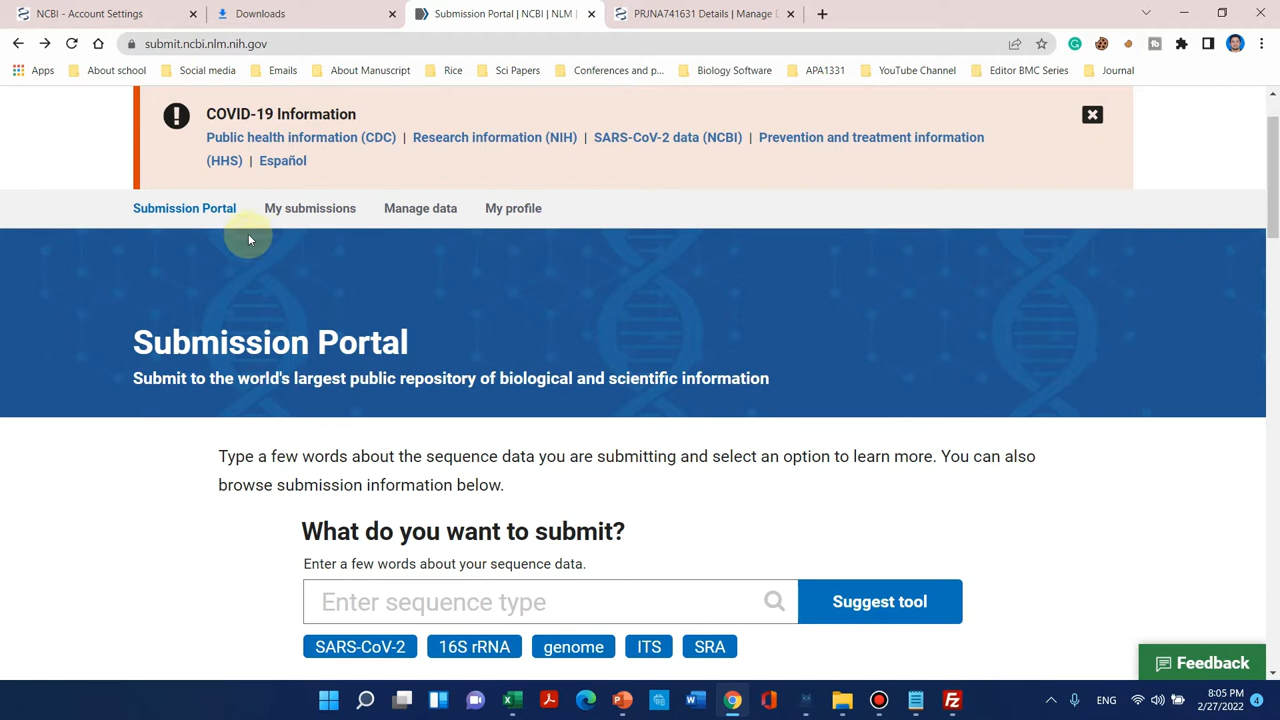 NCBI - Account Settings
Downloads
Submission Portal | NCBI | NLM |
PRJNA741631 Details | Manage
submit.ncbi.nlm.nih.gov
Apps
About school
Social media
Emails
About Manuscript
Rice
Sci Papers
Conferences and p...
Biology Software
APA1331
YouTube Channel
Editor BMC Series
Journal
COVID-19 Information
Public health information (CDC) | Research information (NIH) | SARS-CoV-2 data (NCBI) | Prevention and treatment information
(HHS) | Español
Submission Portal My submissions Manage data My profile
Submission Portal
Submit to the world's largest public repository of biological and scientific information
Type a few words about the sequence data you are submitting and select an option to learn more. You can also
browse submission information below.
What do you want to submit?
Enter a few words about your sequence data.
Enter sequence type
Suggest tool
SARS-CoV-2 16S rRNA genome ITS SRA
Feedback
ENG
8:05 PM
2/27/2022
4